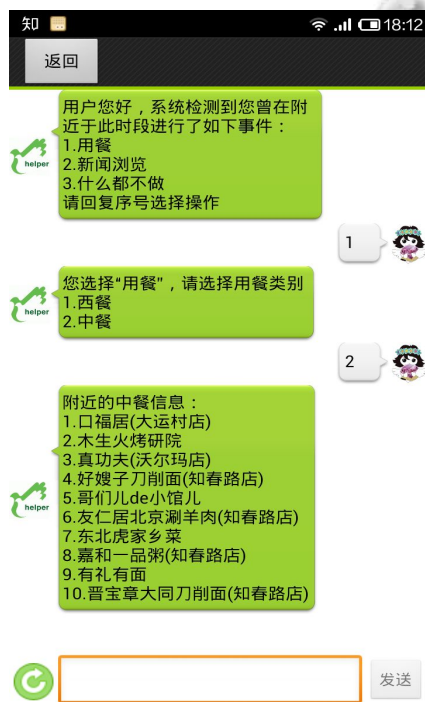 知 18:12
返回
用户您好，系统检测到您曾在附
近于此时段进行了如下事件：
1.用餐
2.新闻浏览
3.什么都不做
请回复序号选择操作
helper
1
您选择“用餐”，请选择用餐类别
1.西餐
2.中餐
helper
2
附近的中餐信息：
1.口福居(大运村店)
2.木生火烤研院
3.真功夫(沃尔玛店)
4.好嫂子刀削面(知春路店)
5.哥们儿de小馆儿
6.友仁居北京涮羊肉(知春路店)
7.东北虎家乡菜
8.嘉和一品粥(知春路店)
9.有礼有面
10.晋宝章大同刀削面(知春路店)
helper
发送